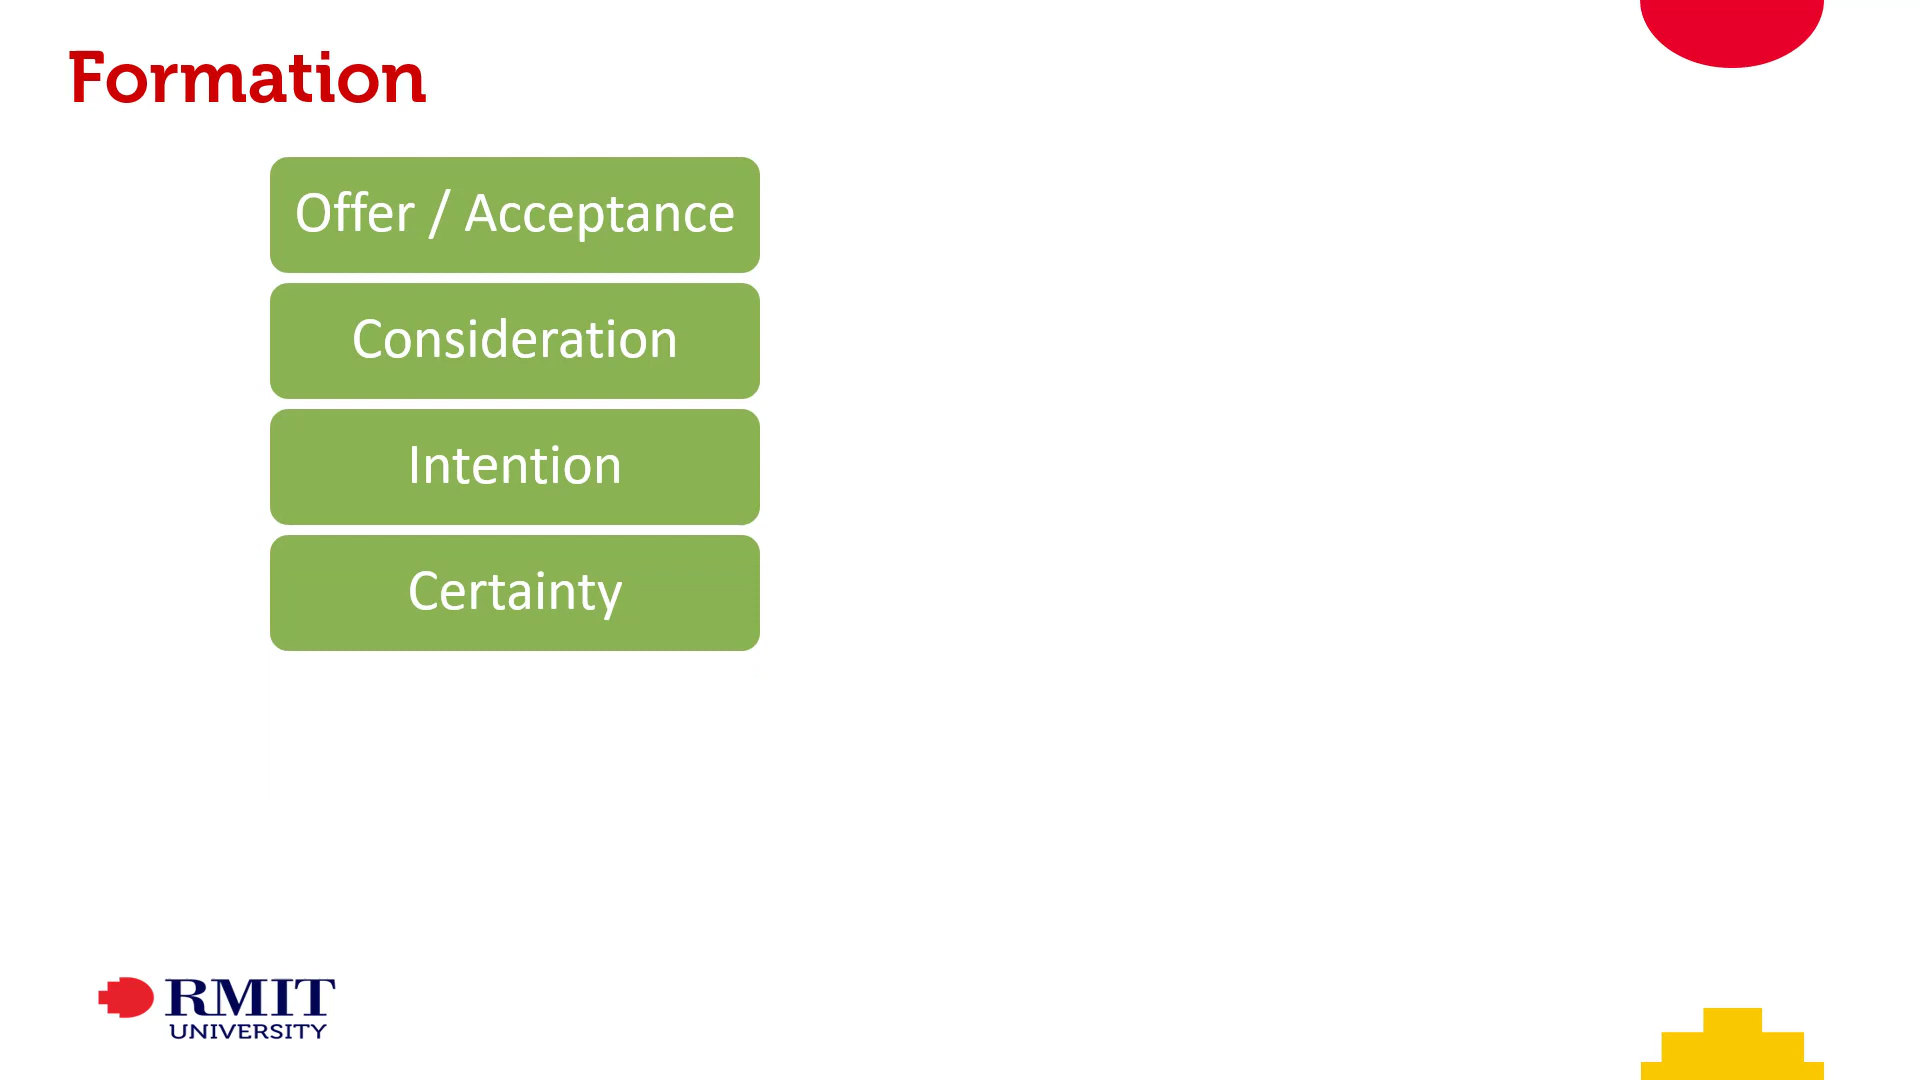 Formation
Offer / Acceptance
Consideration
Intention
Certainty
RMIT
UNIVERSITY